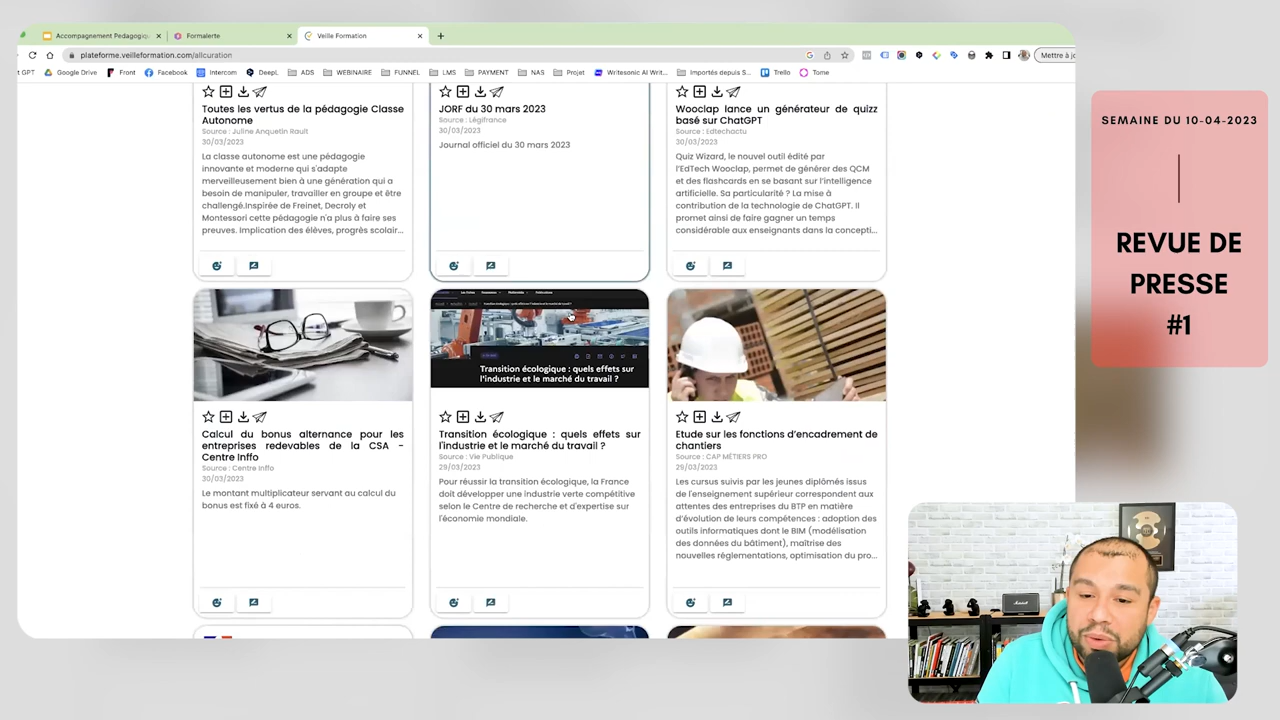 Accompagnement Pedagogiqu
Formalerte
Veille Formation
plateforme.veilleformation.com/allcuration
Mettre à jo
t GPT
Google Drive
Front
Facebook
Intercom
DeepL
ADS
WEBINAIRE
FUNNEL
LMS
PAYMENT
NAS
Projet
Writesonic AI Writ...
Importés depuis S...
Trello
Tome
Toutes les vertus de la pédagogie Classe
Autonome
Source : Juline Anquetin Rault
30/03/2023
La classe autonome est une pédagogie
innovante et moderne qui s'adapte
merveilleusement bien à une génération qui a
besoin de manipuler, travailler en groupe et être
challengé.Inspirée de Freinet, Decroly et
Montessori cette pédagogie n'a plus à faire ses
preuves. Implication des élèves, progrès scolair...
JORF du 30 mars 2023
Source : Légifrance
30/03/2023
Journal officiel du 30 mars 2023
Wooclap lance un générateur de quizz
basé sur ChatGPT
Source : Edtechactu
30/03/2023
Quiz Wizard, le nouvel outil édité par
l'EdTech Wooclap, permet de générer des QCM
et des flashcards en se basant sur l'intelligence
artificielle. Sa particularité ? La mise à
contribution de la technologie de ChatGPT. Il
promet ainsi de faire gagner un temps
considérable aux enseignants dans la concepti...
Calcul du bonus alternance pour les
entreprises redevables de la CSA -
Centre Inffo
Source : Centre Inffo
30/03/2023
Le montant multiplicateur servant au calcul du
bonus est fixé à 4 euros.
Transition écologique : quels effets sur
l'industrie et le marché du travail ?
Transition écologique : quels effets sur
l'industrie et le marché du travail ?
Source : Vie Publique
29/03/2023
Pour réussir la transition écologique, la France
doit développer une industrie verte compétitive
selon le Centre de recherche et d'expertise sur
l'économie mondiale.
Etude sur les fonctions d'encadrement de
chantiers
Source : CAP MÉTIERS PRO
29/03/2023
Les cursus suivis par les jeunes diplômés issus
de l'enseignement supérieur correspondent aux
attentes des entreprises du BTP en matière
d'évolution de leurs compétences : adoption des
outils informatiques dont le BIM (modélisation
des données du bâtiment), maîtrise des
nouvelles règlementations, optimisation du pro...
SEMAINE DU 10-04-2023
REVUE DE
PRESSE
#1
Marshall